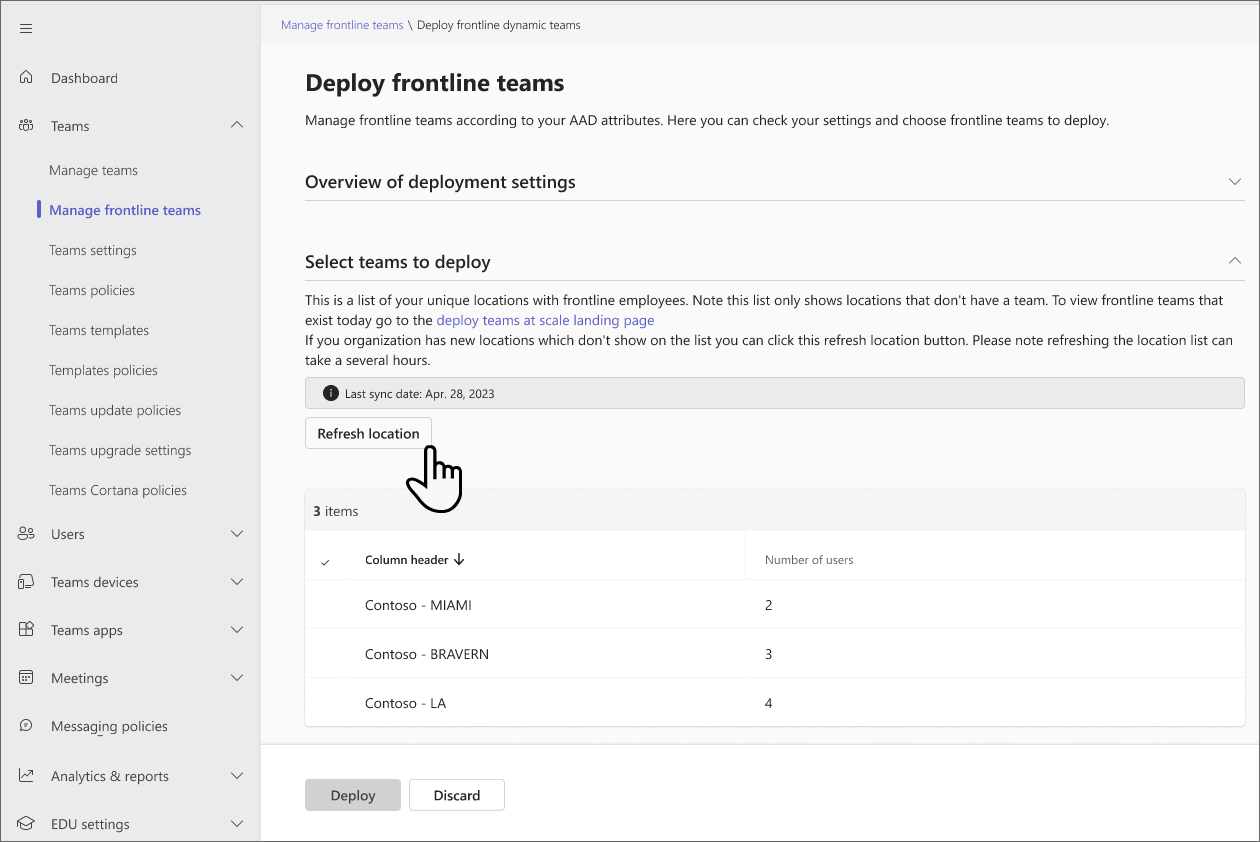 Manage frontline teams \ Deploy frontline dynamic teams
Dashboard
Teams
Manage teams
Manage frontline teams
Teams settings
Teams policies
Teams templates
Templates policies
Teams update policies
Teams upgrade settings
Teams Cortana policies
Users
Teams devices
Teams apps
Meetings
Messaging policies
Analytics & reports
EDU settings
Deploy frontline teams
Manage frontline teams according to your AAD attributes. Here you can check your settings and choose frontline teams to deploy.
Overview of deployment settings
Select teams to deploy
This is a list of your unique locations with frontline employees. Note this list only shows locations that don't have a team. To view frontline teams that
exist today go to the deploy teams at scale landing page
If you organization has new locations which don't show on the list you can click this refresh location button. Please note refreshing the location list can
take a several hours.
Last sync date: Apr. 28, 2023
Refresh location
3 items
Column header Number of users
Contoso - MIAMI 2
Contoso - BRAVERN 3
Contoso - LA 4
Deploy Discard